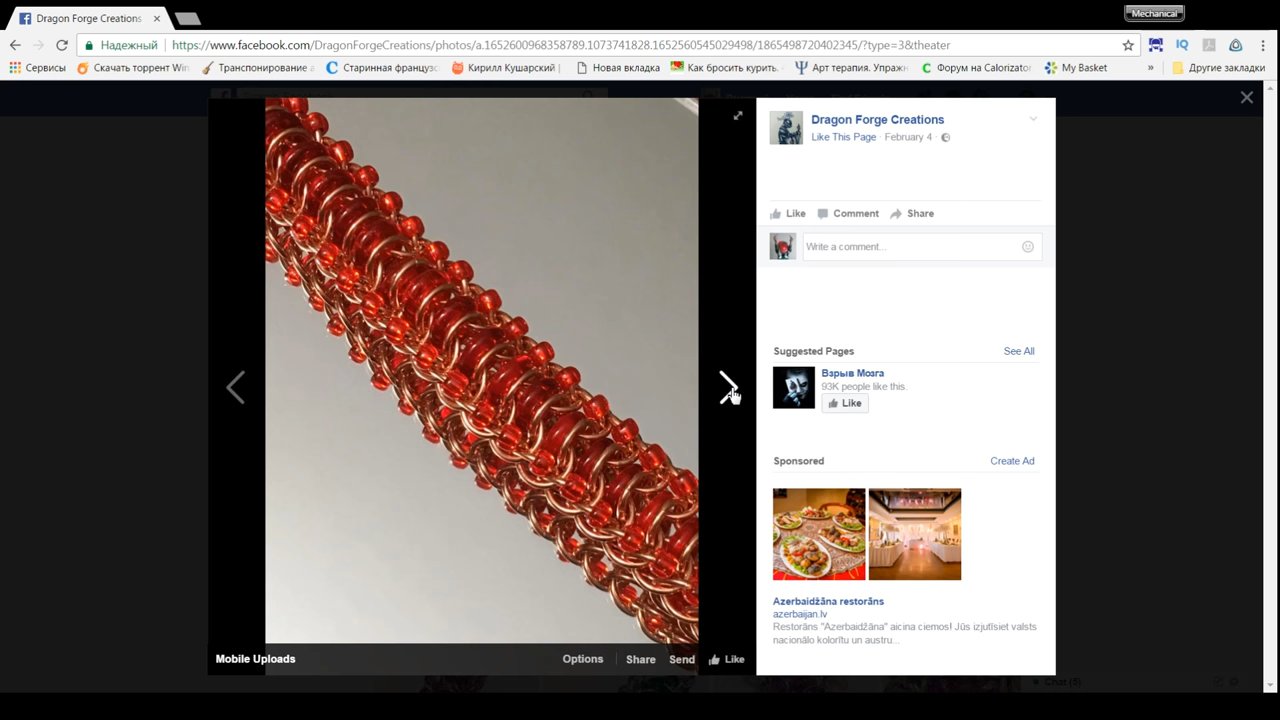 Dragon Forge Creations
Mechanical
Надежный
https://www.facebook.com/DragonForgeCreations/photos/a.1652600968358789.1073741828.1652560545029498/1865498720402345/?type=3&theater
Сервисы
Скачать торрент Win
Транспонирование а
Старинная француз
Кирилл Кушарский |
Новая вкладка
Как бросить курить.
Арт терапия. Упражн
Форум на Calorizator
My Basket
»
Другие закладки
Dragon Forge Creations
Like This Page · February 4 ·
Like Comment Share
Write a comment...
Suggested Pages See All
Взрыв Мозга
93K people like this.
Like
Sponsored Create Ad
Azerbaidžāna restorāns
azerbaijan.lv
Restorāns "Azerbaidžāna" aicina ciemos! Jūs izjutīsiet valsts
nacionālo kolorītu un austru...
Mobile Uploads
Options Share Send Like